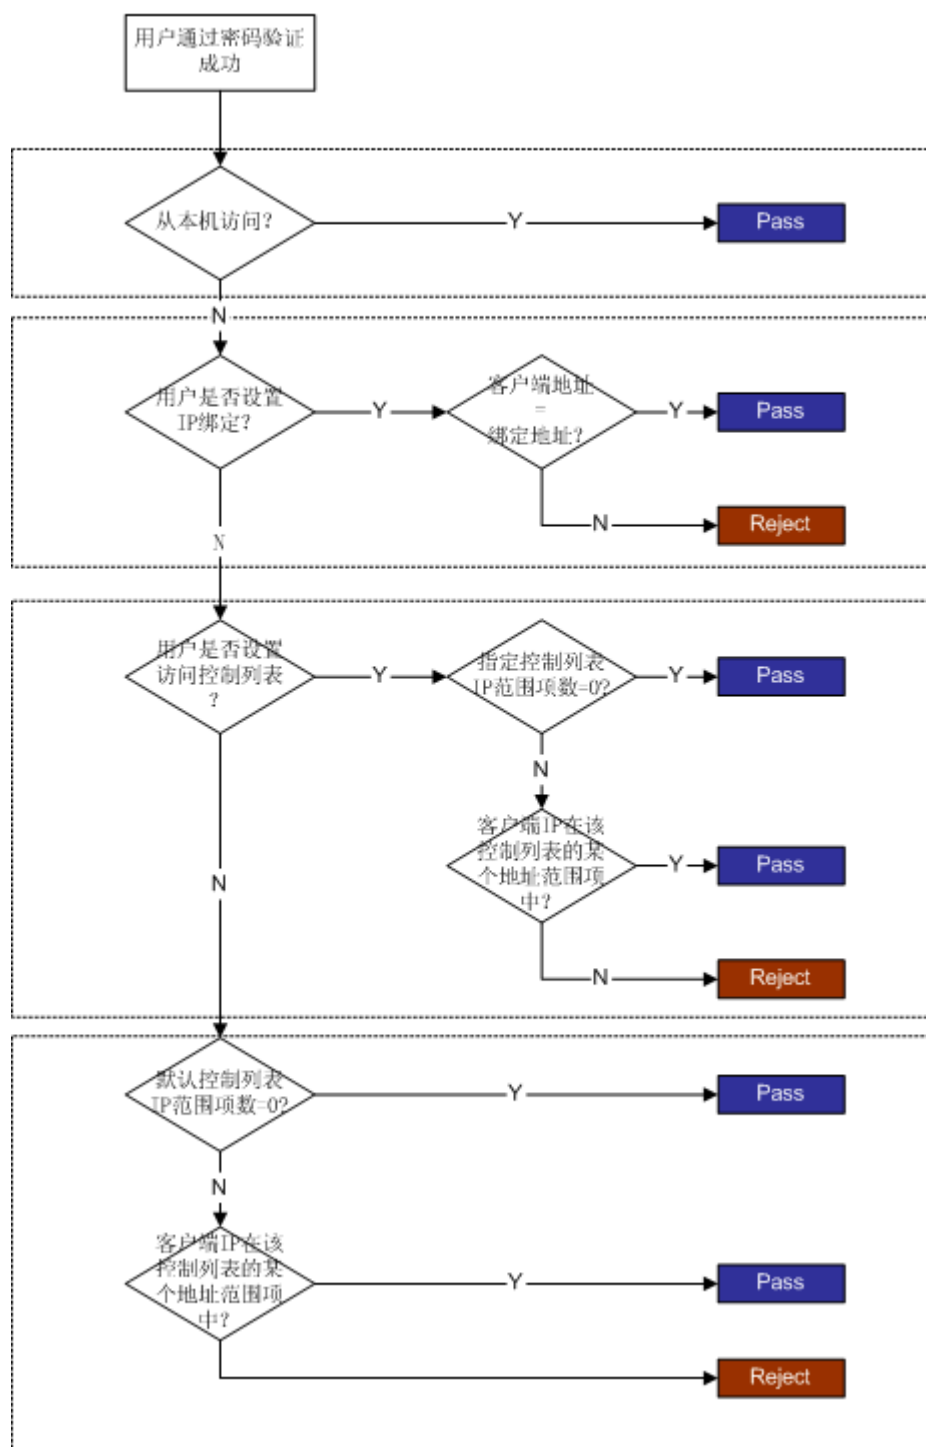 用户通过密码验证
成功
从本机访问?
Y
Pass
N
用户是否设置
IP绑定?
Y
客户端地址
=
绑定地址?
Y
Pass
N
Reject
N
用户是否设置
访问控制列表
?
Y
指定控制列表
IP范围项数=0?
Y
Pass
N
客户端IP在该
控制列表的某
个地址范围项
中?
Y
Pass
N
N
Reject
默认控制列表
IP范围项数=0?
Y
Pass
N
客户端IP在该
控制列表的某
个地址范围项
中?
Y
Pass
Reject